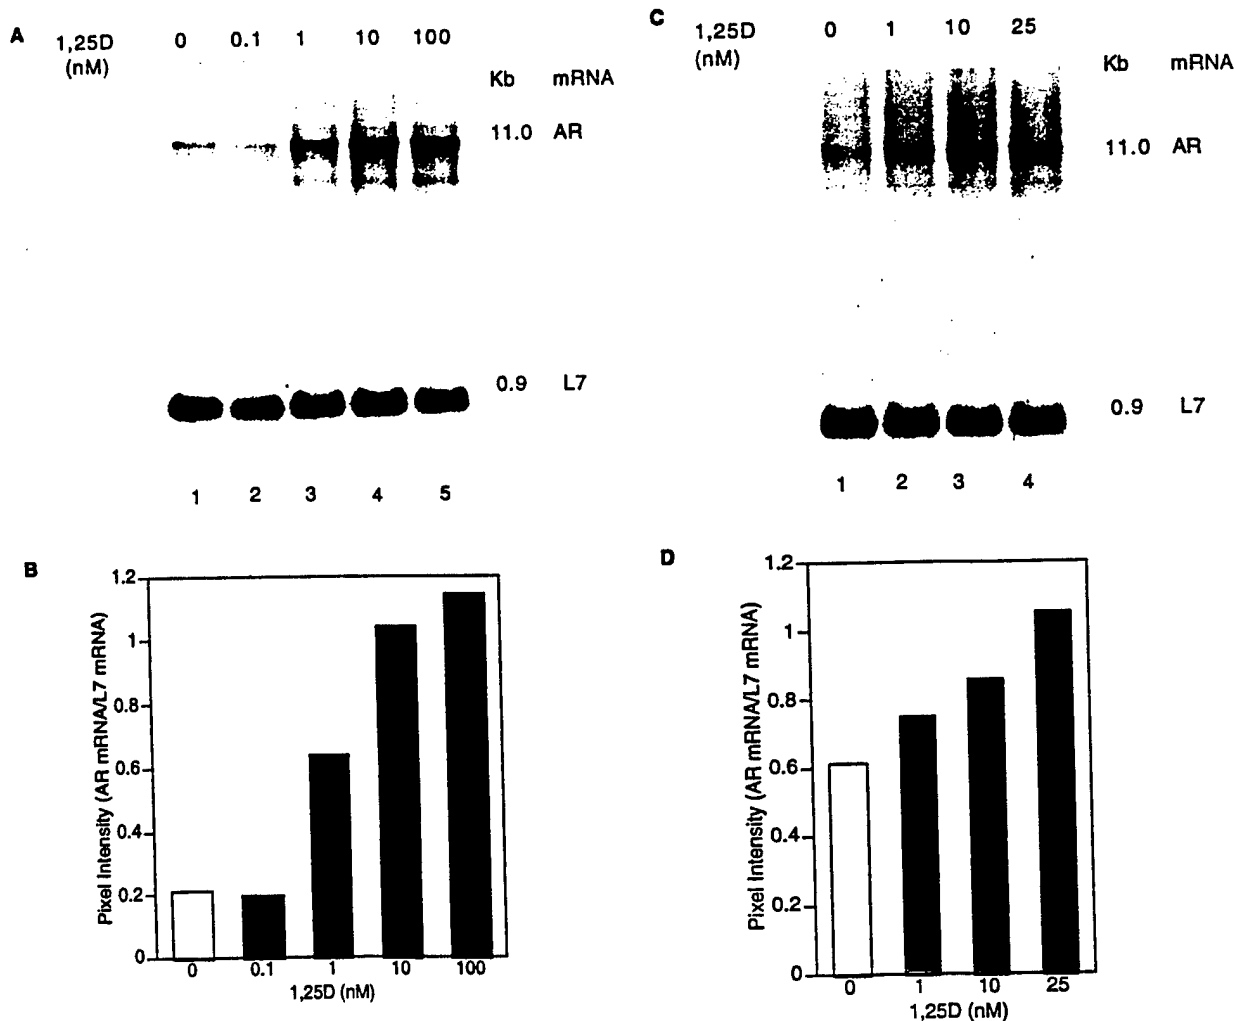 A
1,25D (nM)
0 0.1 1 10 100
Kb mRNA
11.0 AR
0.9 L7
1 2 3 4 5
C
1,25D (nM)
0 1 10 25
Kb mRNA
11.0 AR
0.9 L7
1 2 3 4
B
Pixel Intensity (AR mRNA/L7 mRNA)
1.2
1
0.8
0.6
0.4
0.2
0
0 0.1 1 10 100
1,25D (nM)
D
Pixel Intensity (AR mRNA/L7 mRNA)
1.2
1
0.8
0.6
0.4
0.2
0
0 1 10 25
1,25D (nM)